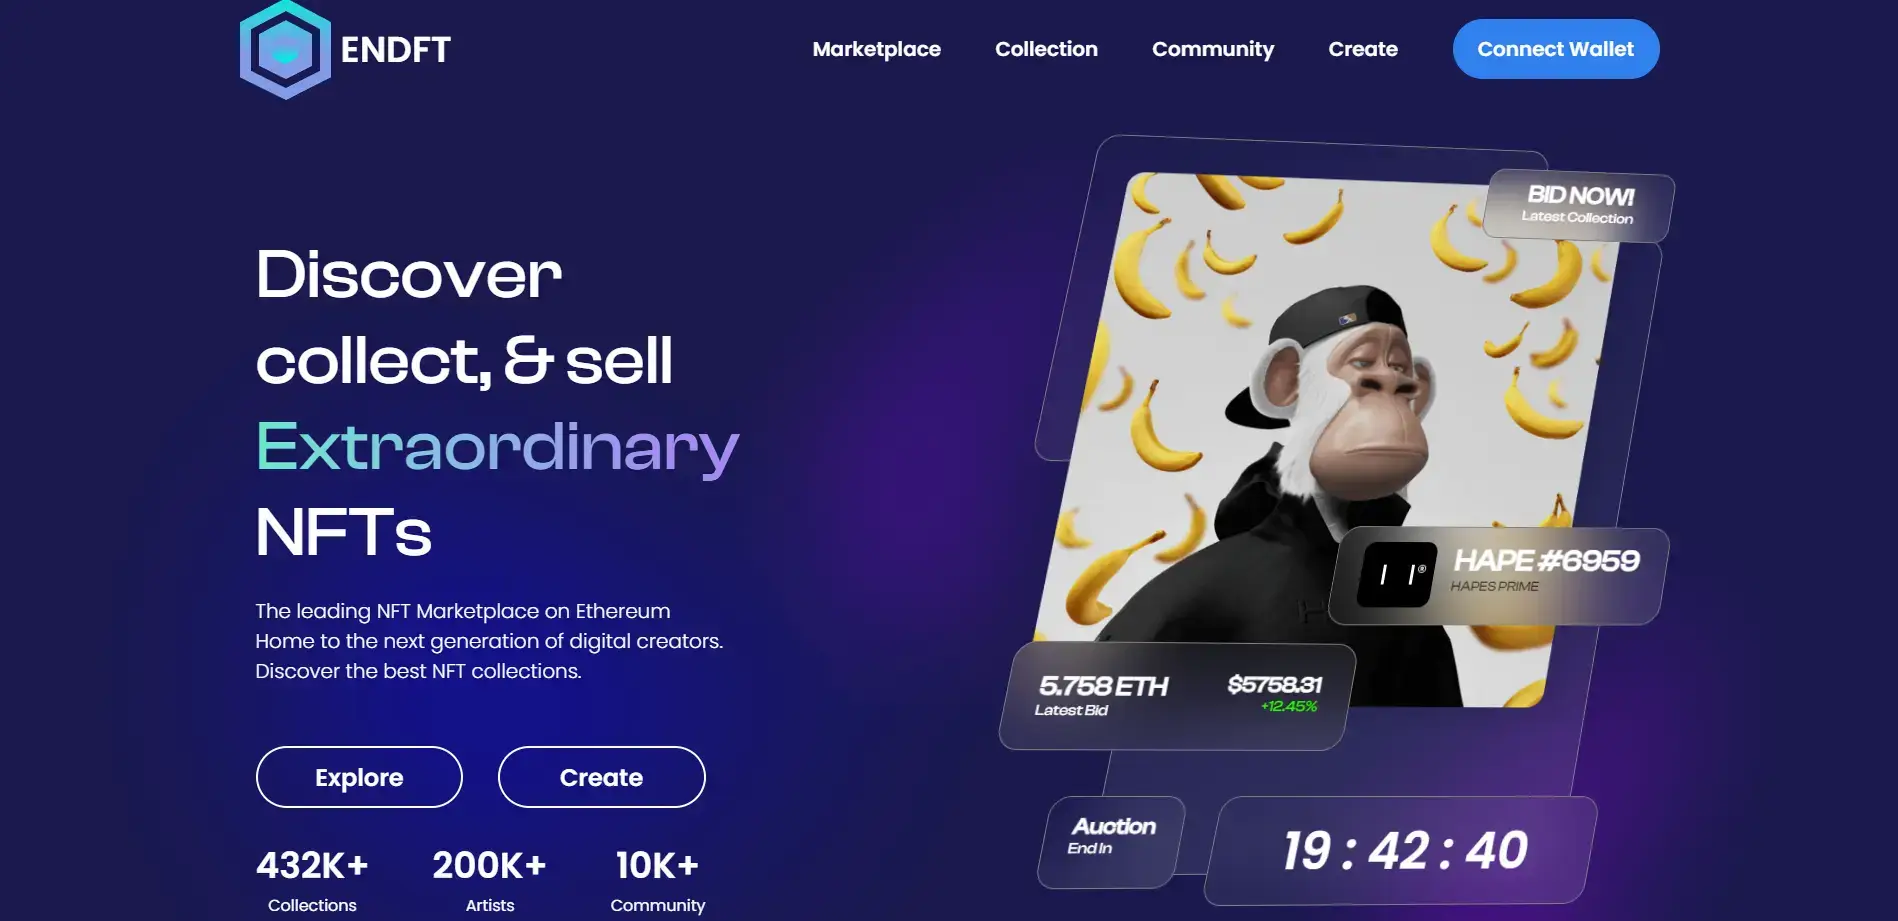 ENDFT
Marketplace
Collection
Community
Create
Connect Wallet
Discover
collect, & sell
Extraordinary
NFTs
The leading NFT Marketplace on Ethereum
Home to the next generation of digital creators.
Discover the best NFT collections.
Explore
Create
432K+
Collections
200K+
Artists
10K+
Community
BID NOW!
Latest Collection
HAPE #6959
HAPES PRIME
5.758 ETH
Latest Bid
$5758.31
+12.45%
Auction
End In
19 : 42 : 40